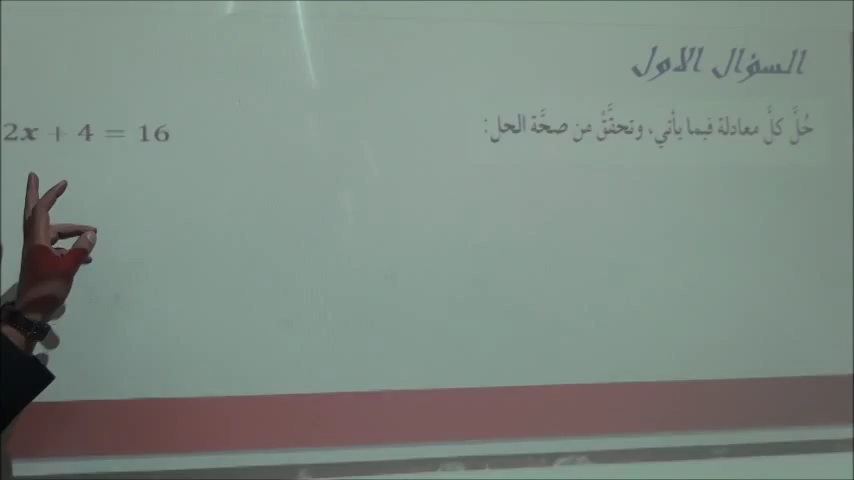 السؤال الاول
حُلَّ كلَّ معادلة فيما يأتي، وتحقَّقْ من صحَّة الحل:
2x + 4 = 16